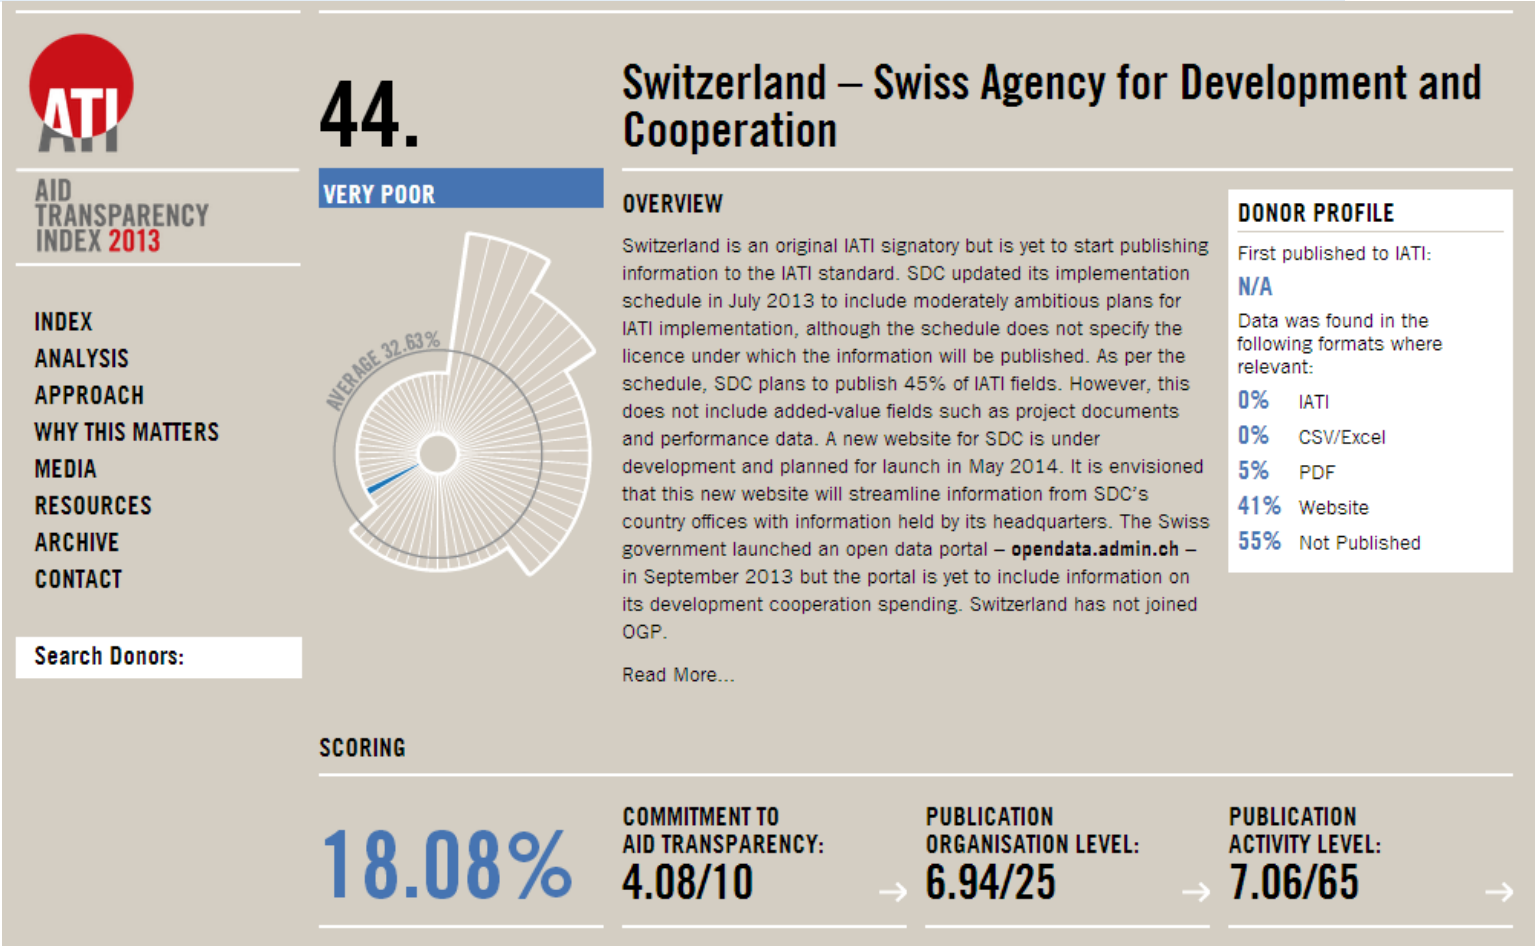 ATI
AID
TRANSPARENCY
INDEX 2013
INDEX
ANALYSIS
APPROACH
WHY THIS MATTERS
MEDIA
RESOURCES
ARCHIVE
CONTACT
Search Donors:
44.
VERY POOR
AVERAGE 32.63%
Switzerland – Swiss Agency for Development and
Cooperation
OVERVIEW
Switzerland is an original IATI signatory but is yet to start publishing
information to the IATI standard. SDC updated its implementation
schedule in July 2013 to include moderately ambitious plans for
IATI implementation, although the schedule does not specify the
licence under which the information will be published. As per the
schedule, SDC plans to publish 45% of IATI fields. However, this
does not include added-value fields such as project documents
and performance data. A new website for SDC is under
development and planned for launch in May 2014. It is envisioned
that this new website will streamline information from SDC's
country offices with information held by its headquarters. The Swiss
government launched an open data portal – opendata.admin.ch –
in September 2013 but the portal is yet to include information on
its development cooperation spending. Switzerland has not joined
OGP.
Read More...
DONOR PROFILE
First published to IATI:
N/A
Data was found in the
following formats where
relevant:
0% IATI
0% CSV/Excel
5% PDF
41% Website
55% Not Published
SCORING
18.08%
COMMITMENT TO
AID TRANSPARENCY:
4.08/10 →
PUBLICATION
ORGANISATION LEVEL:
6.94/25 →
PUBLICATION
ACTIVITY LEVEL:
7.06/65 →